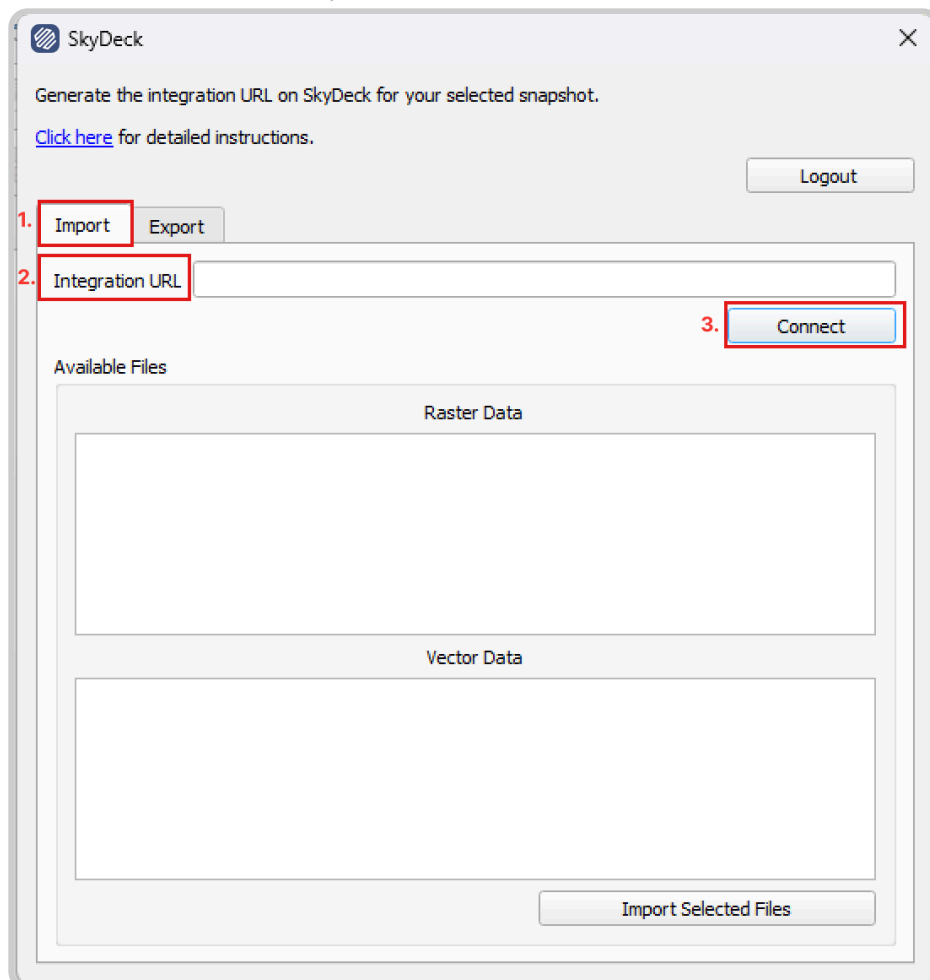 SkyDeck
Generate the integration URL on SkyDeck for your selected snapshot.
Click here for detailed instructions.
Logout
1. Import Export
2. Integration URL
3. Connect
Available Files
Raster Data
Vector Data
Import Selected Files